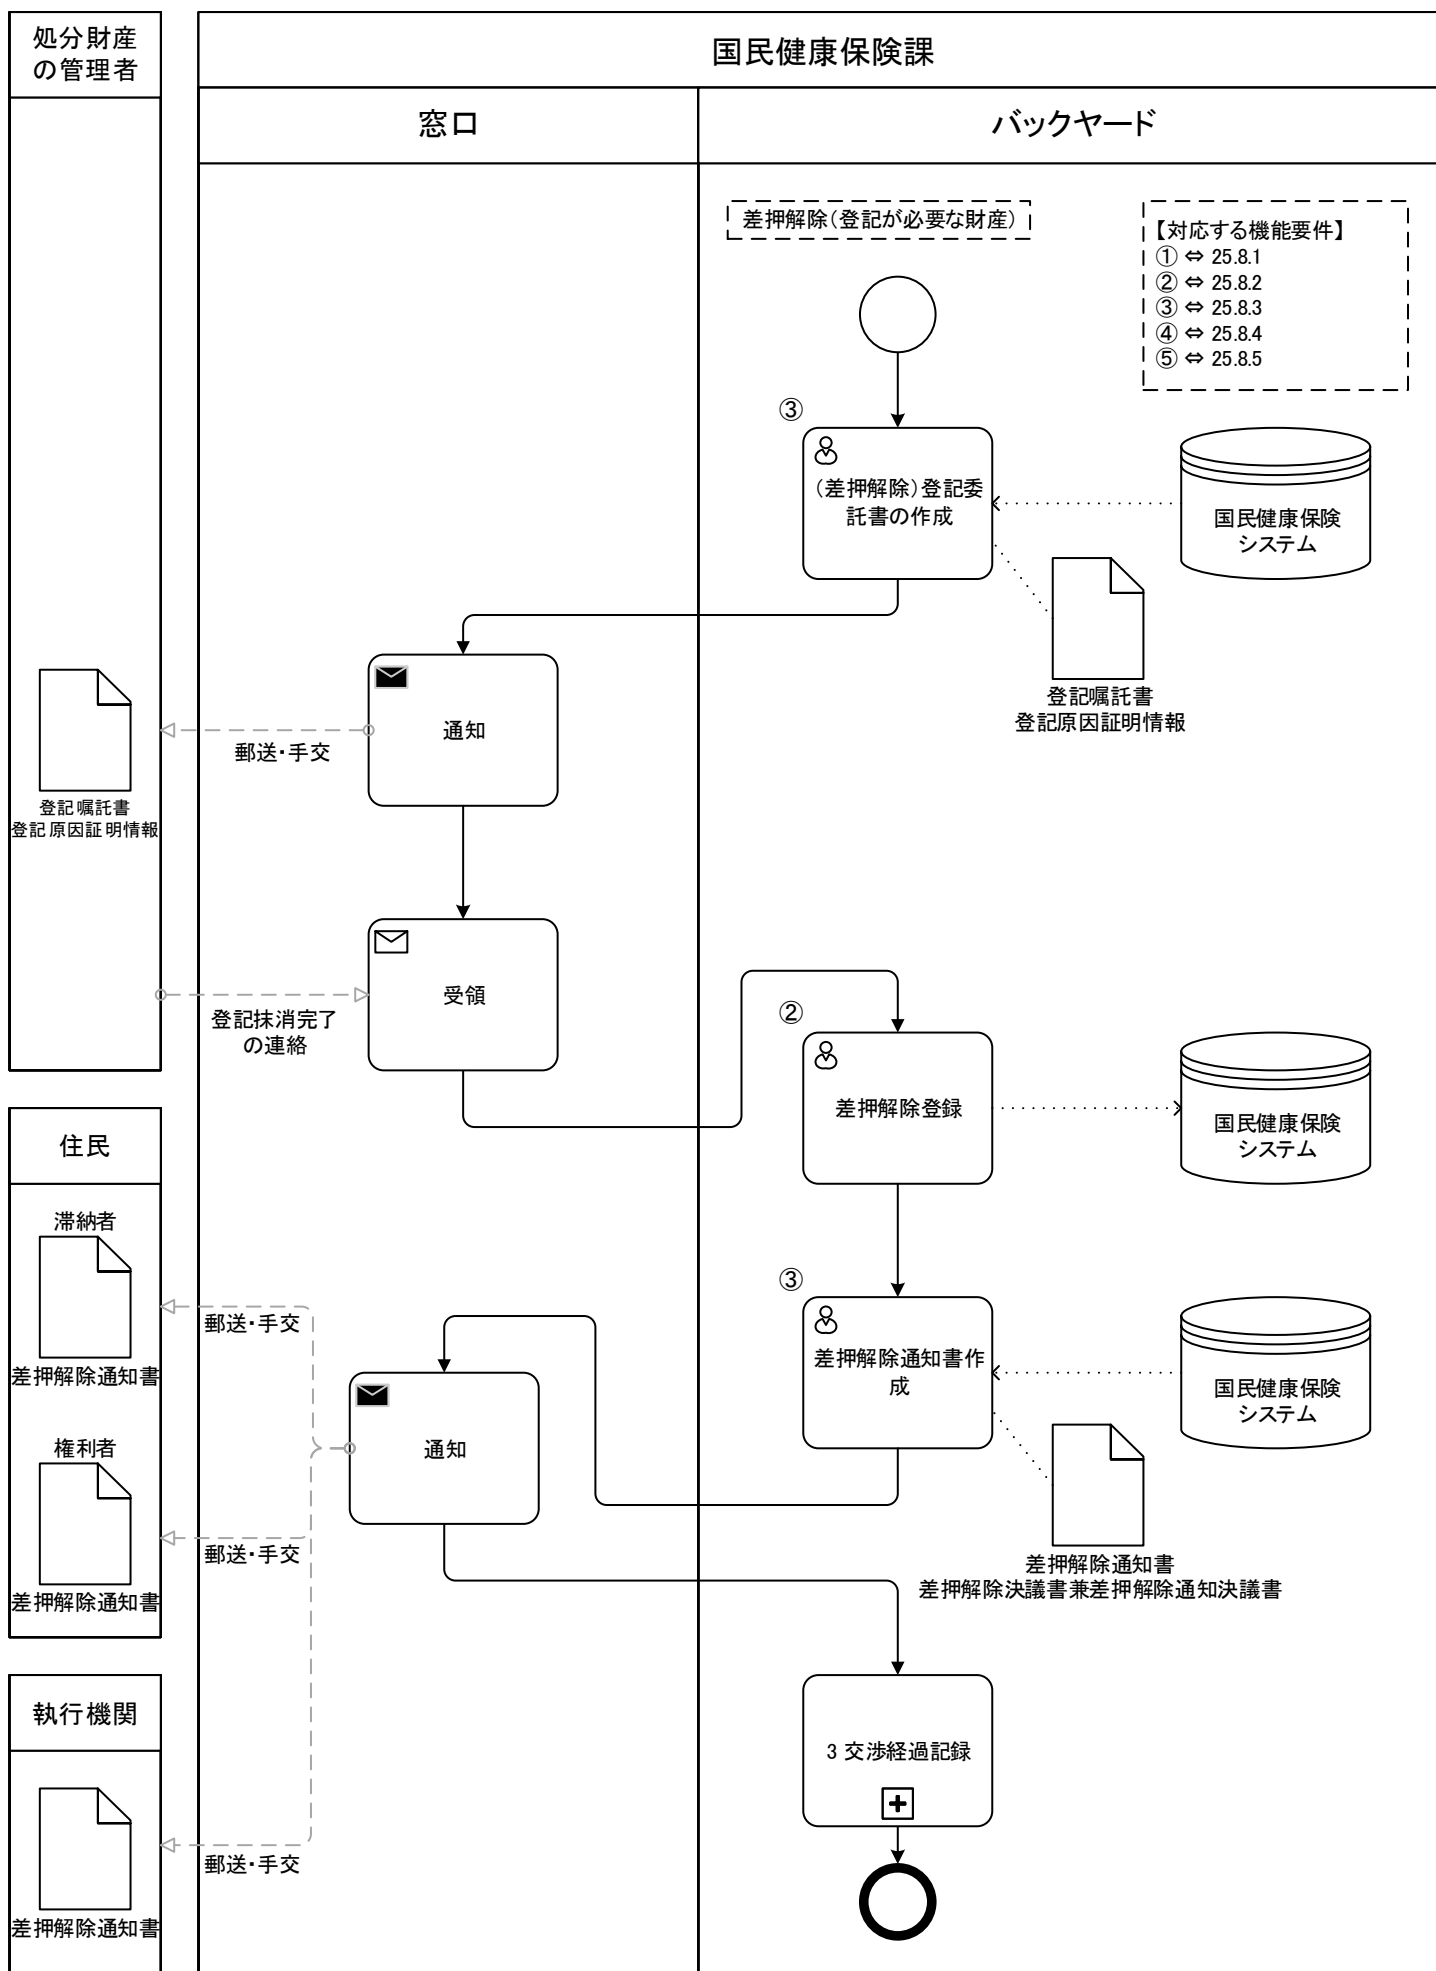 処分財産
の管理者
国民健康保険課
窓口
バックヤード
差押解除（登記が必要な財産）
【対応する機能要件】
① ⇔ 25.8.1
② ⇔ 25.8.2
③ ⇔ 25.8.3
④ ⇔ 25.8.4
⑤ ⇔ 25.8.5
③
（差押解除）登記委
託書の作成
国民健康保険
システム
登記嘱託書
登記原因証明情報
通知
郵送・手交
登記嘱託書
登記原因証明情報
受領
登記抹消完了
の連絡
②
差押解除登録
国民健康保険
システム
住民
滞納者
郵送・手交
差押解除通知書
③
差押解除通知書作
成
国民健康保険
システム
通知
権利者
郵送・手交
差押解除通知書
差押解除通知書
差押解除決議書兼差押解除通知決議書
執行機関
3 交渉経過記録
郵送・手交
差押解除通知書